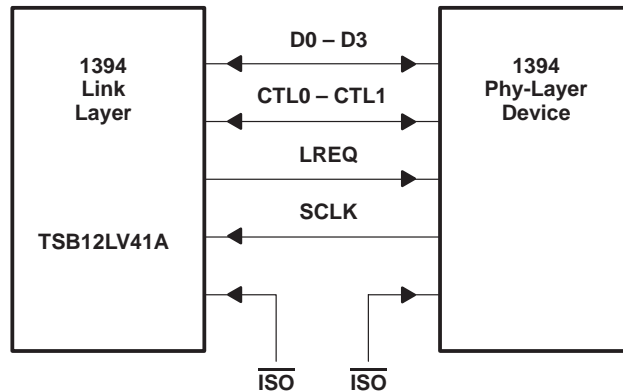 D0 – D3
1394
Link
Layer
1394
Phy-Layer
Device
CTL0 – CTL1
LREQ
SCLK
TSB12LV41A
ISO
ISO